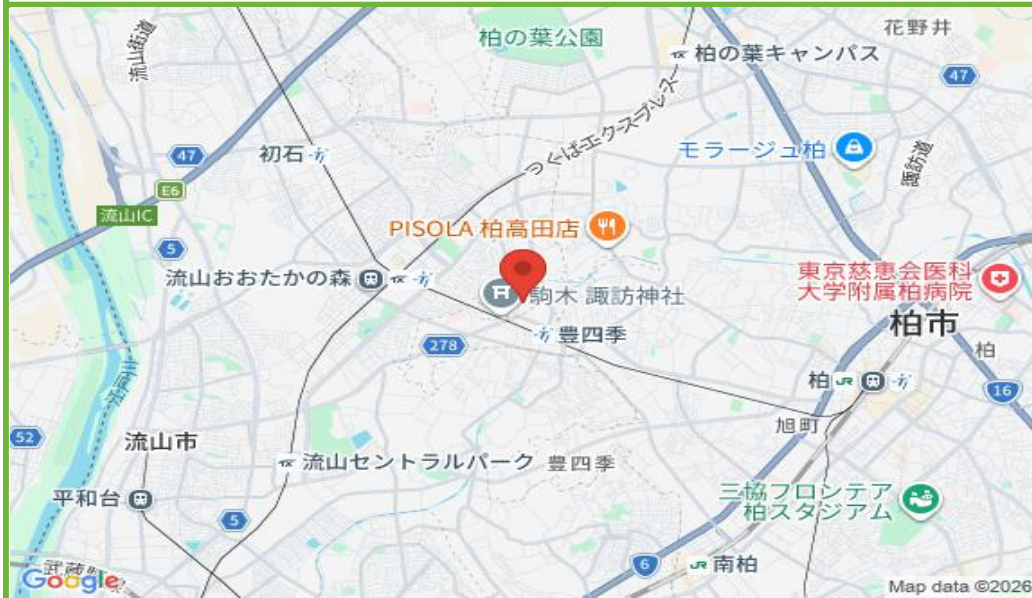 花野井
流山街道
柏の葉公園
柏の葉キャンパス
47
つくばエクスプレス
モラージュ柏
諏訪道
47
初石
E6
流山IC
PISOLA 柏高田店
5
流山おおたかの森
駒木 諏訪神社
東京慈恵会医科
大学附属柏病院
柏市
豊四季
278
柏
柏 JR
16
旭町
52
流山市
流山セントラルパーク
豊四季
平和台
5
三協フロンテア
柏スタジアム
6
JR 南柏
Google
Map data ©2026